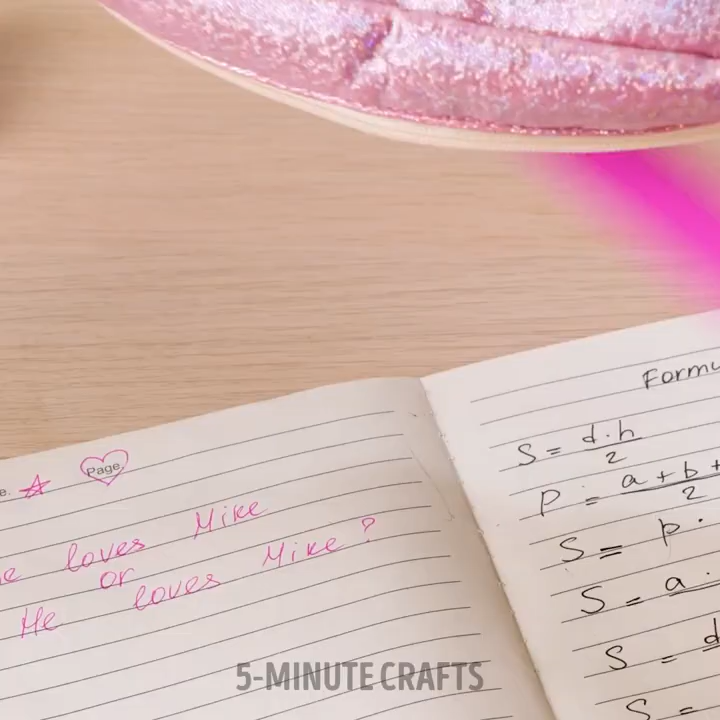 Page.
loves Mike
or
He loves Mike ?
Formu
S = d·h / 2
P = a + b + / 2
S = p ·
S = a ·
S = d
S =
5-MINUTE CRAFTS